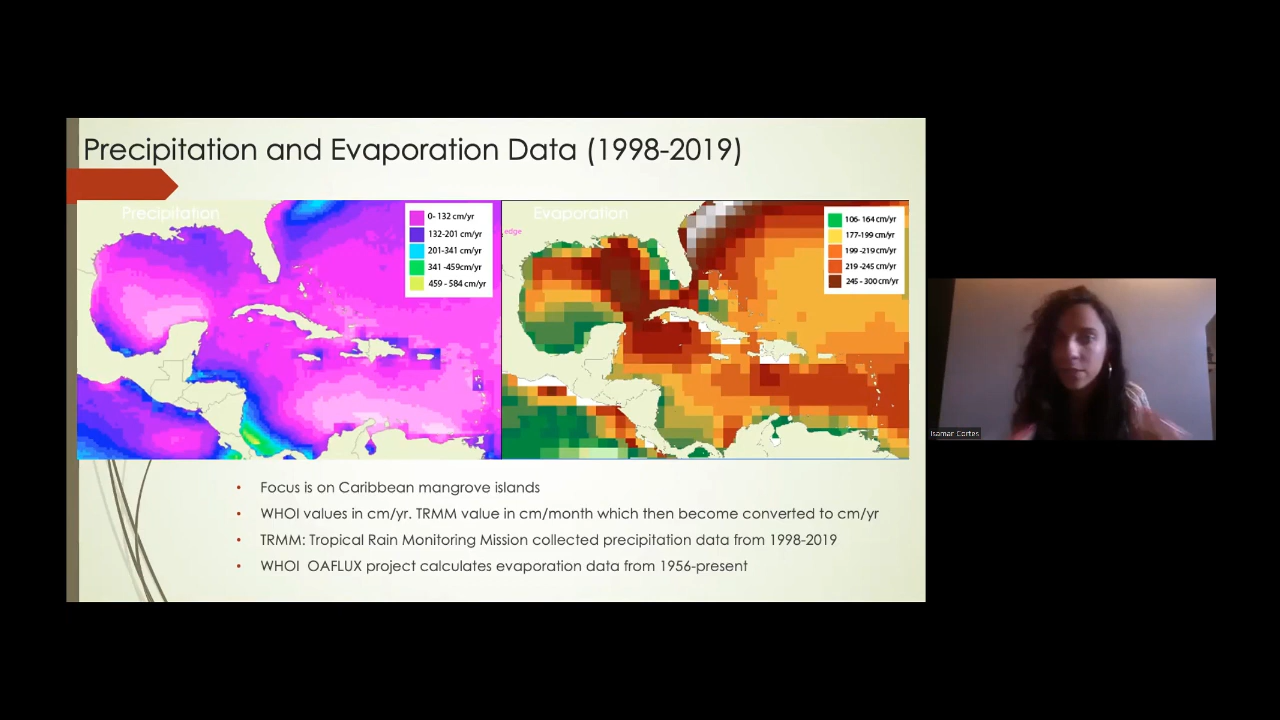 Precipitation and Evaporation Data (1998-2019)
Precipitation
0- 132 cm/yr
132-201 cm/yr
201-341 cm/yr
341 -459cm/yr
459 - 584 cm/yr
edge
Evaporation
106- 164 cm/yr
177-199 cm/yr
199 -219 cm/yr
219 -245 cm/yr
245 - 300 cm/yr
• Focus is on Caribbean mangrove islands
• WHOI values in cm/yr. TRMM value in cm/month which then become converted to cm/yr
• TRMM: Tropical Rain Monitoring Mission collected precipitation data from 1998-2019
• WHOI OAFLUX project calculates evaporation data from 1956-present
Isamar Cortes